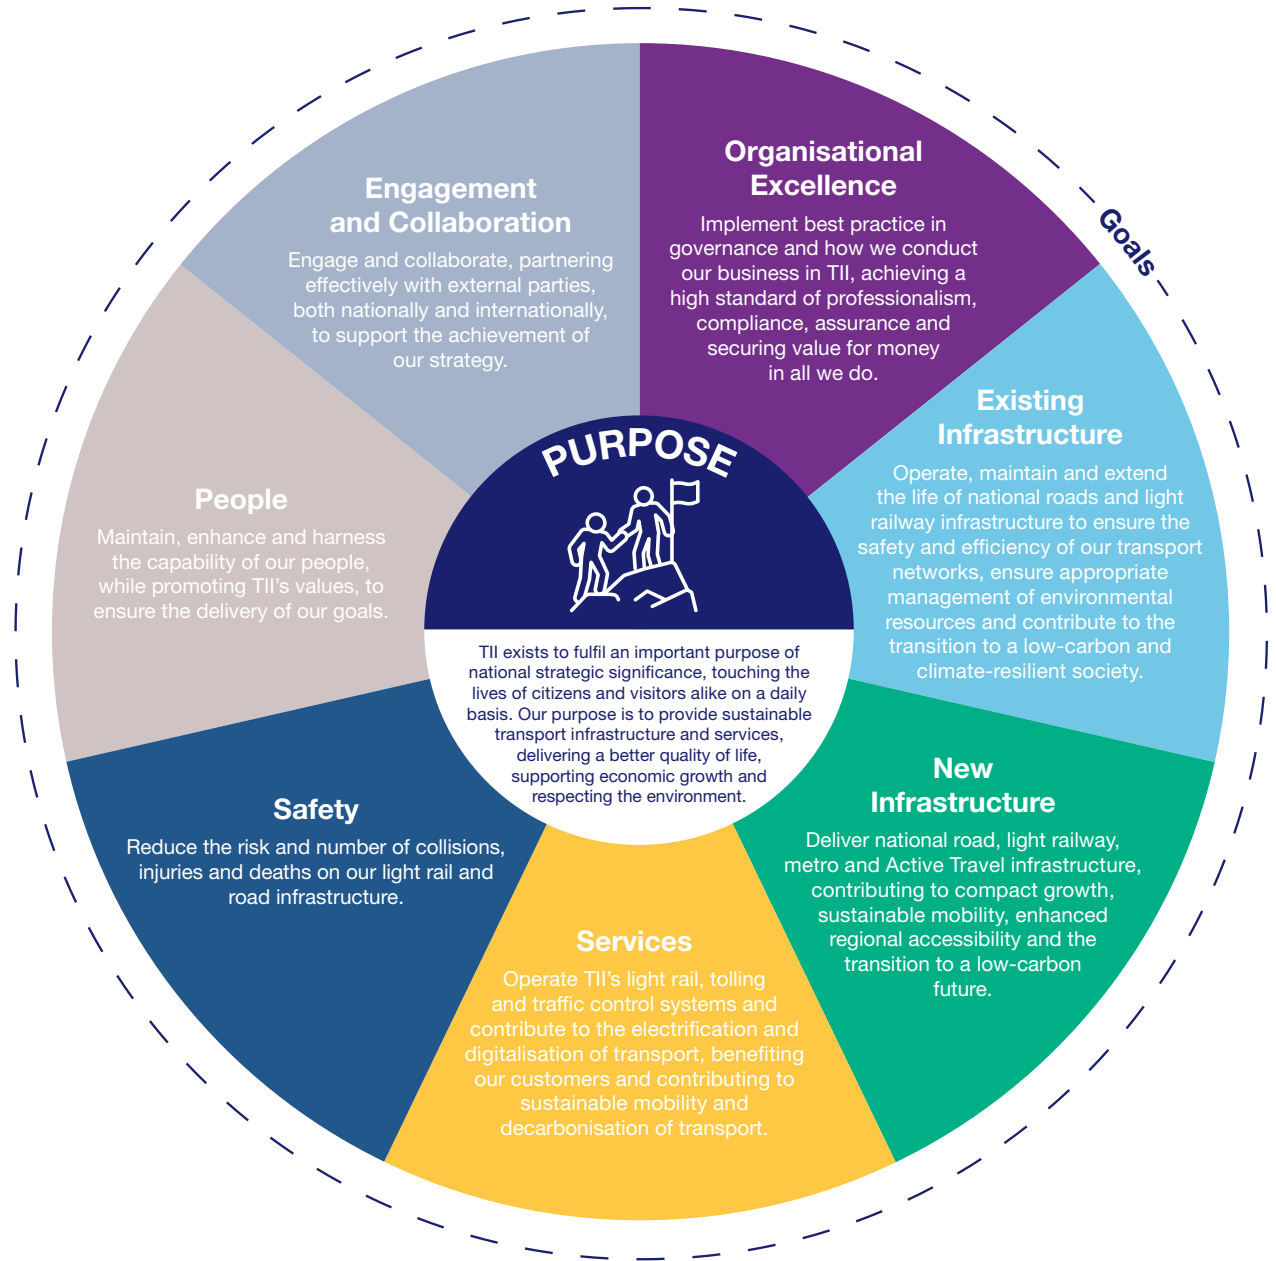 Goals
Organisational
Excellence
Implement best practice in
governance and how we conduct
our business in TII, achieving a
high standard of professionalism,
compliance, assurance and
securing value for money
in all we do.
Existing
Infrastructure
Operate, maintain and extend
the life of national roads and light
railway infrastructure to ensure the
safety and efficiency of our transport
networks, ensure appropriate
management of environmental
resources and contribute to the
transition to a low-carbon and
climate-resilient society.
New
Infrastructure
Deliver national road, light railway,
metro and Active Travel infrastructure,
contributing to compact growth,
sustainable mobility, enhanced
regional accessibility and the
transition to a low-carbon
future.
Services
Operate TII’s light rail, tolling
and traffic control systems and
contribute to the electrification and
digitalisation of transport, benefiting
our customers and contributing to
sustainable mobility and
decarbonisation of transport.
Safety
Reduce the risk and number of collisions,
injuries and deaths on our light rail and
road infrastructure.
People
Maintain, enhance and harness
the capability of our people,
while promoting TII’s values, to
ensure the delivery of our goals.
Engagement
and Collaboration
Engage and collaborate, partnering
effectively with external parties,
both nationally and internationally,
to support the achievement of
our strategy.
PURPOSE
TII exists to fulfil an important purpose of
national strategic significance, touching the
lives of citizens and visitors alike on a daily
basis. Our purpose is to provide sustainable
transport infrastructure and services,
delivering a better quality of life,
supporting economic growth and
respecting the environment.